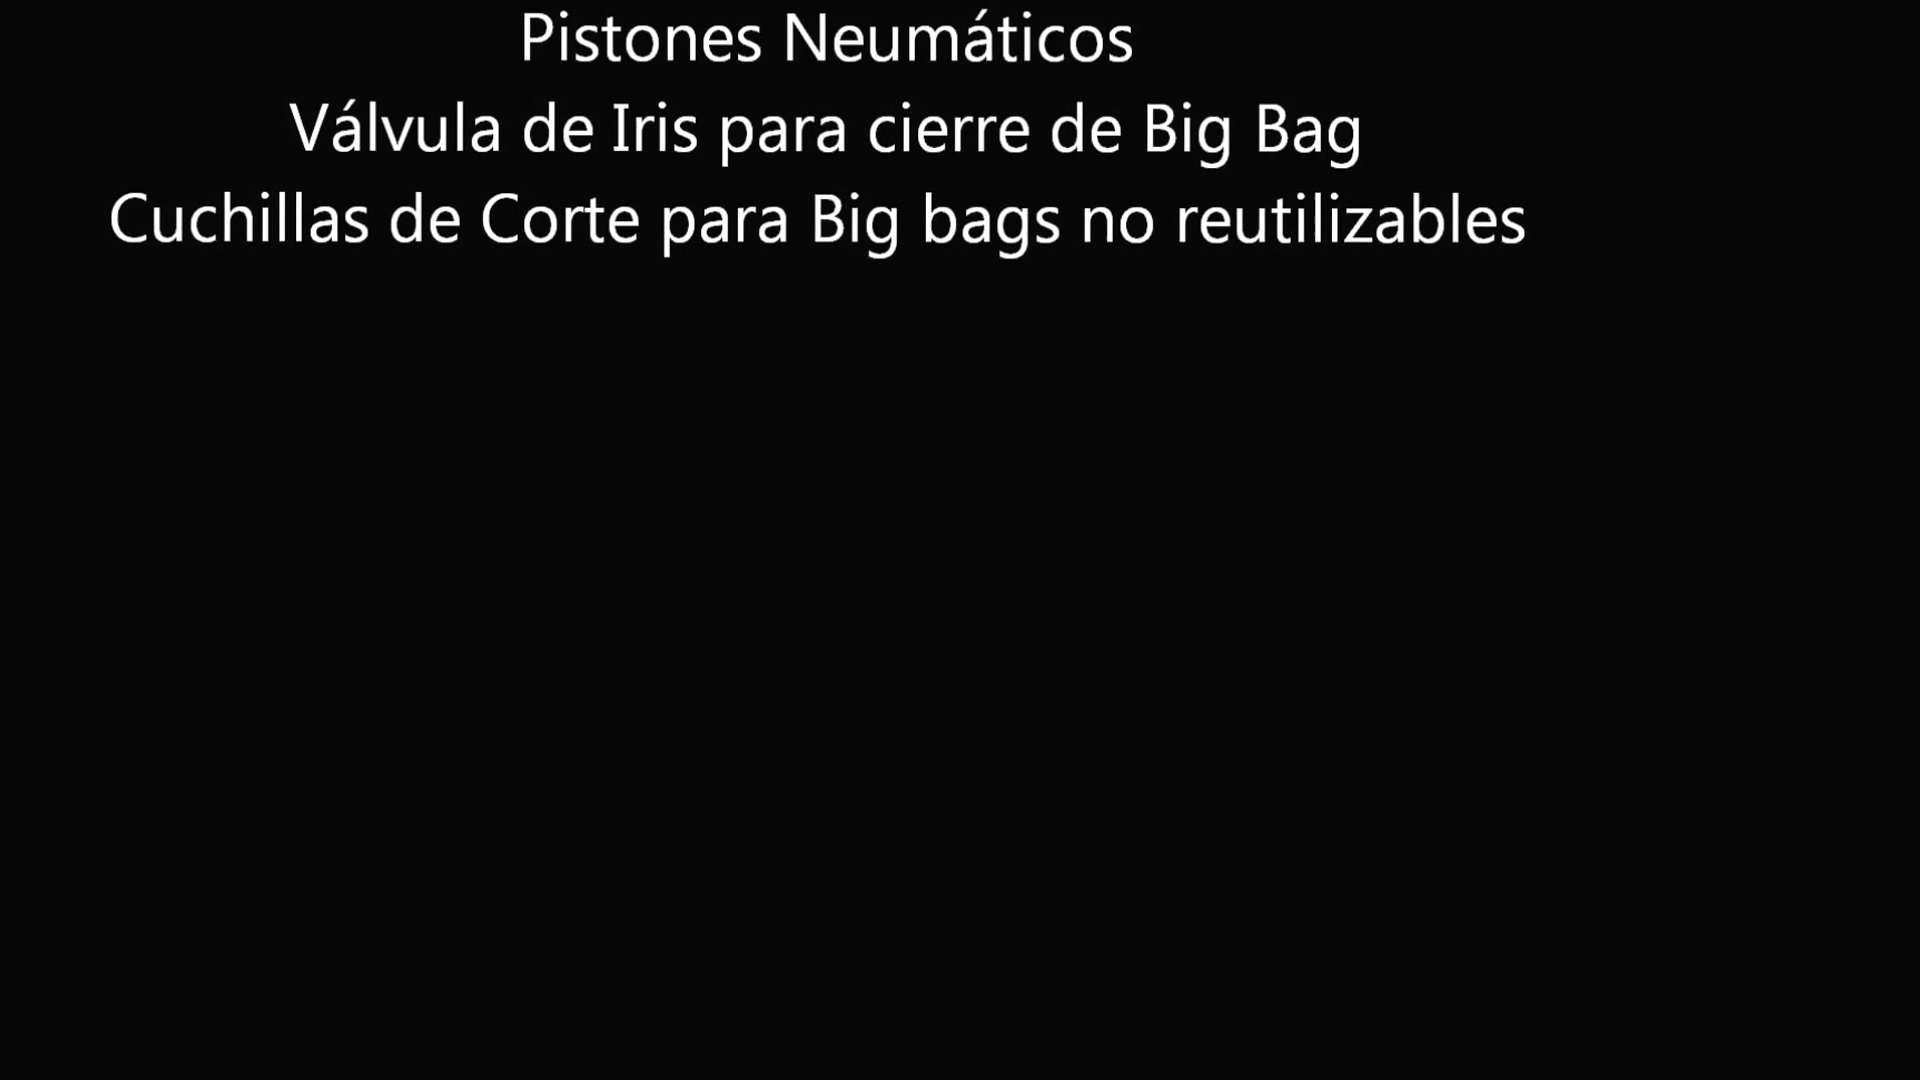 Pistones Neumáticos
Válvula de Iris para cierre de Big Bag
Cuchillas de Corte para Big bags no reutilizables